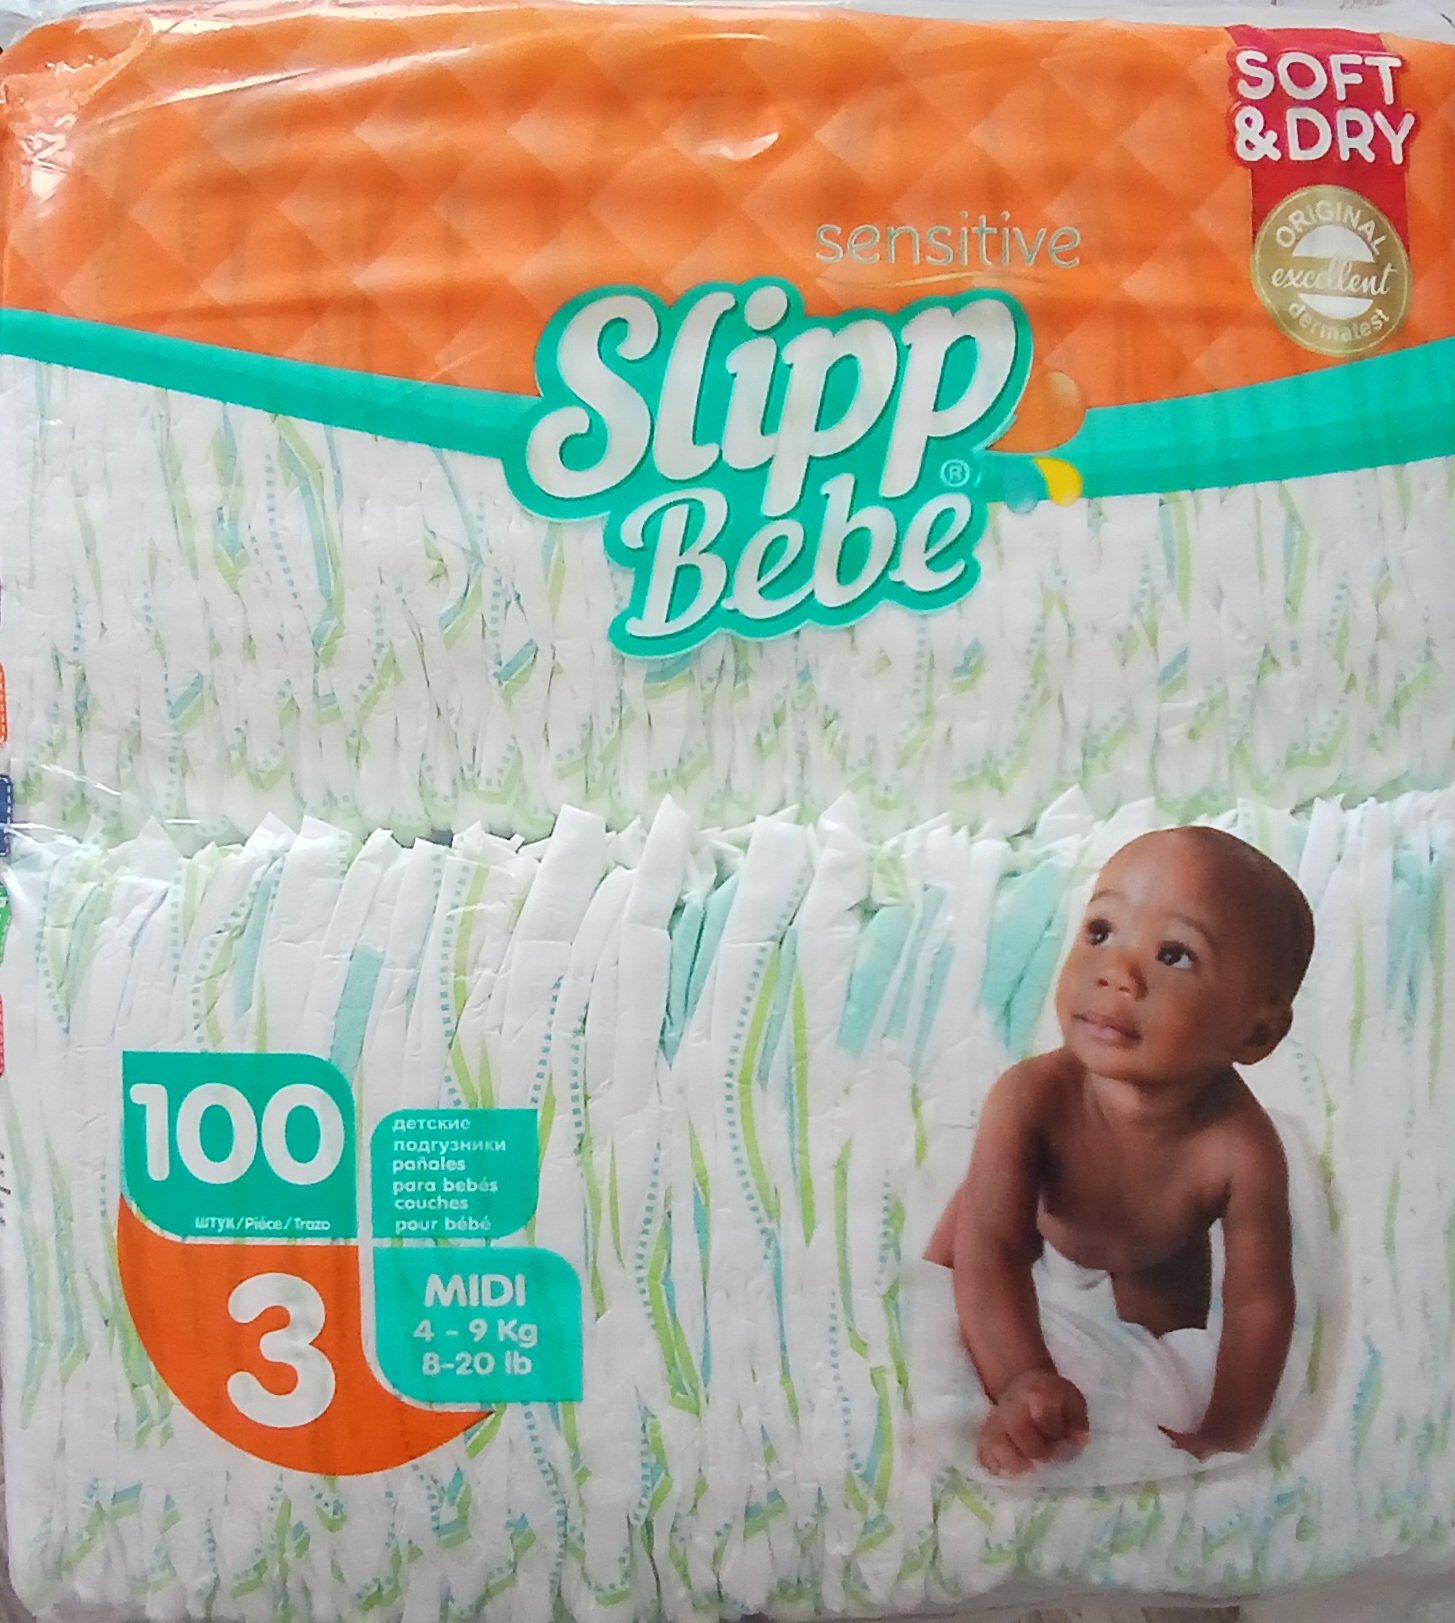 SOFT
&DRY
ORIGINAL
excellent
dermatest
sensitive
Slipp
Bebe®
100
штук/Piéce/Trozo
детские
подгузники
pañales
para bebés
couches
pour bébé
3
MIDI
4 - 9 Kg
8-20 lb